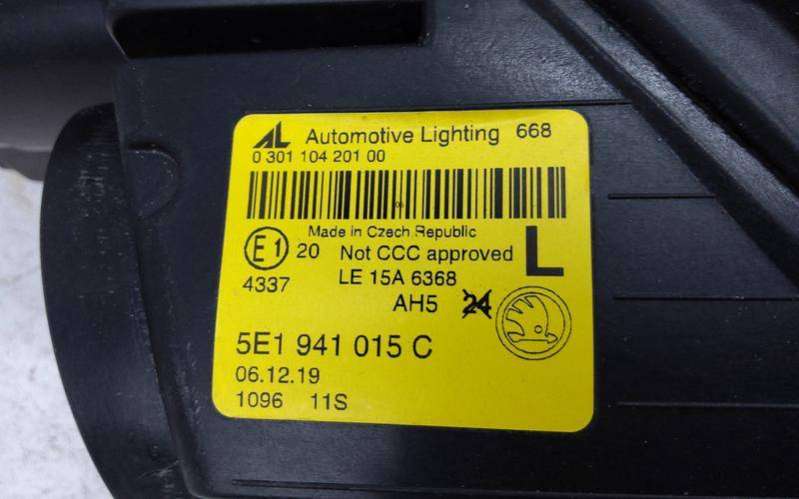 AL Automotive Lighting 668
0 301 104 201 00
Made in Czech Republic
E1 20 Not CCC approved L
4337 LE 15A 6368
AH5 24
5E1 941 015 C
06.12.19
1096 11S